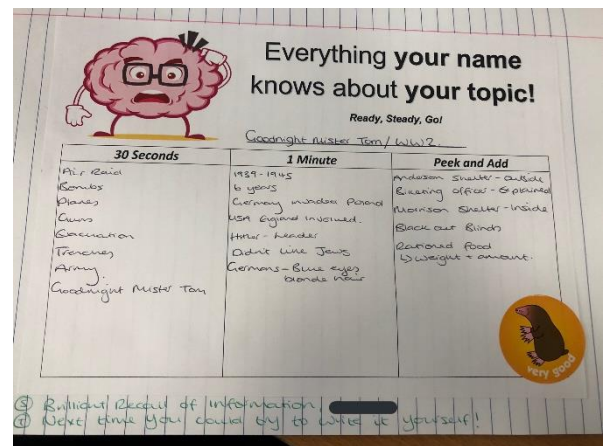 Everything your name
knows about your topic!
Ready, Steady, Go!
Goodnight Mister Tom / WW2.
30 Seconds
Air Raid
Bombs
Planes
Guns
Evacuation
Trenches
Army
Goodnight Mister Tom
1 Minute
1939-1945
6 years
Germany invaded Poland
USA England involved.
Hitler - Leader
Didn't like Jews
Germans - Blue eyes
blonde hair
Peek and Add
Anderson Shelter - outside
Billeting officer -
Morrison Shelter - inside
Black out Blinds
Rationed food
↳ weight + amount.
very good
Brilliant Recall of information
Next time you could try to write it yourself!